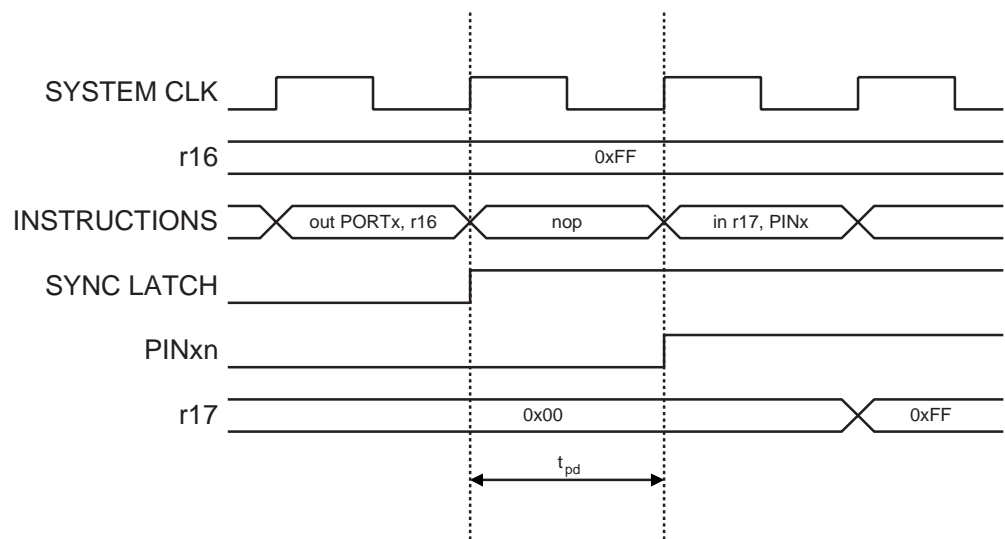 SYSTEM CLK
r16
0xFF
INSTRUCTIONS
out PORTx, r16
nop
in r17, PINx
SYNC LATCH
PINxn
r17
0x00
0xFF
tpd